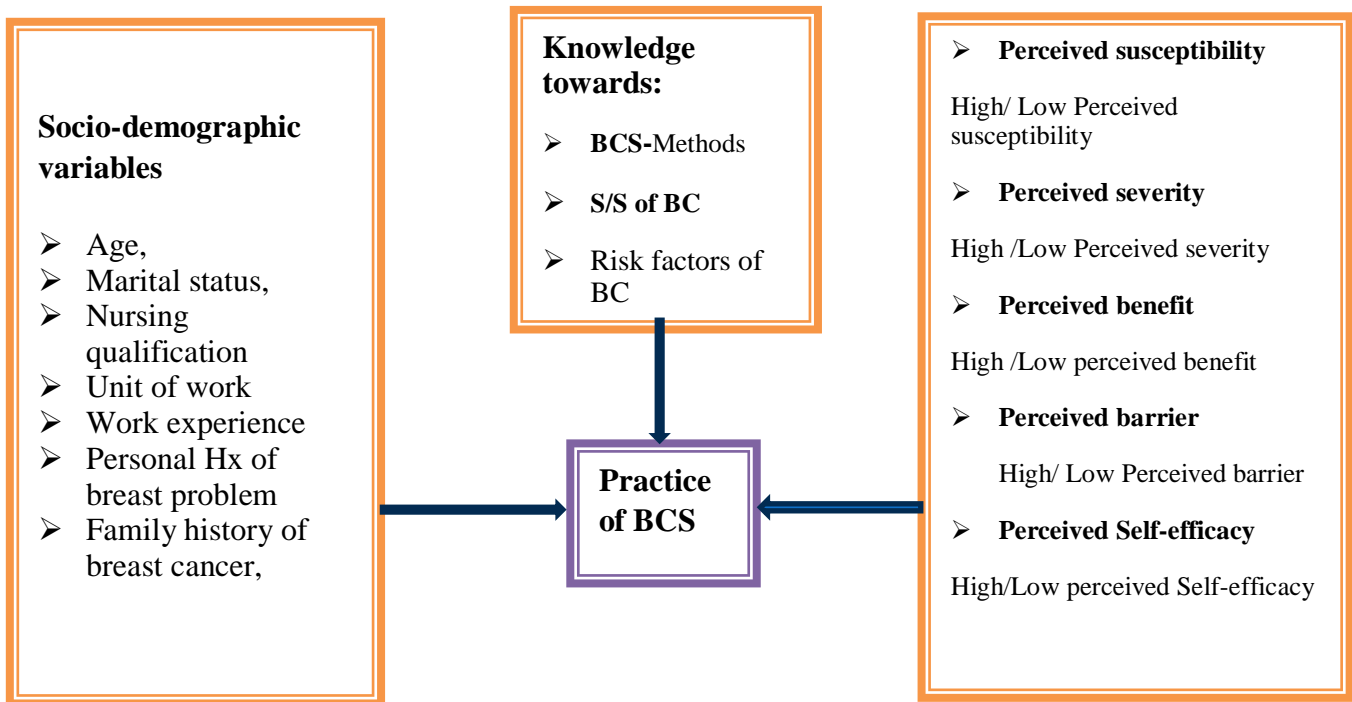 Socio-demographic
variables
➢ Age,
➢ Marital status,
➢ Nursing
qualification
➢ Unit of work
➢ Work experience
➢ Personal Hx of
breast problem
➢ Family history of
breast cancer,
Knowledge
towards:
➢ BCS-Methods
➢ S/S of BC
➢ Risk factors of
BC
Practice
of BCS
➢ Perceived susceptibility
High/ Low Perceived
susceptibility
➢ Perceived severity
High /Low Perceived severity
➢ Perceived benefit
High /Low perceived benefit
➢ Perceived barrier
High/ Low Perceived barrier
➢ Perceived Self-efficacy
High/Low perceived Self-efficacy